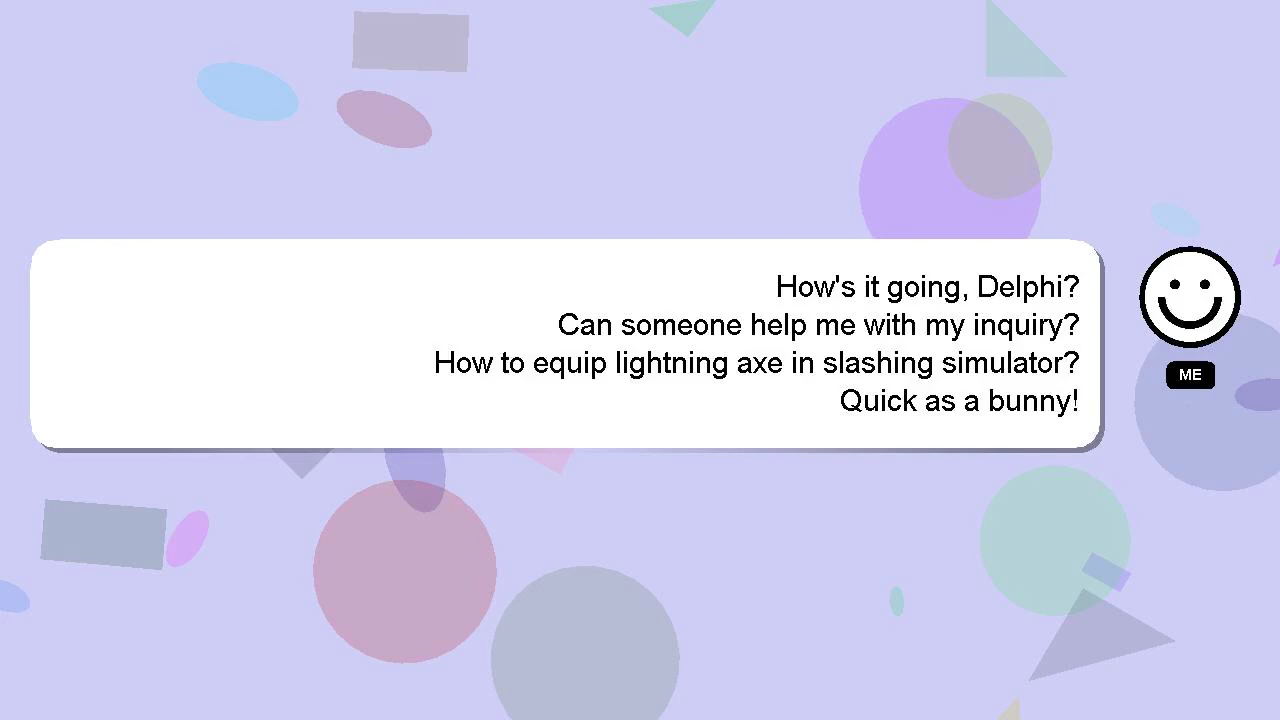 How's it going, Delphi?
Can someone help me with my inquiry?
How to equip lightning axe in slashing simulator?
Quick as a bunny!
ME